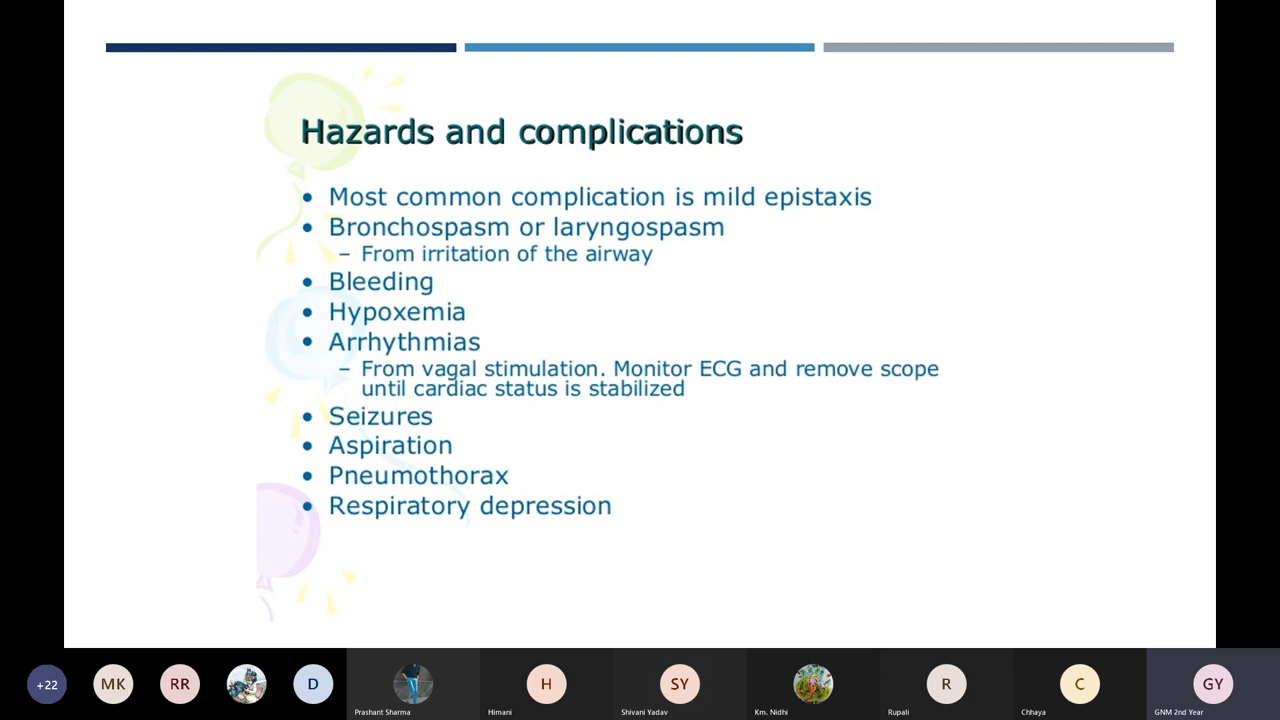 Hazards and complications
• Most common complication is mild epistaxis
• Bronchospasm or laryngospasm
– From irritation of the airway
• Bleeding
• Hypoxemia
• Arrhythmias
– From vagal stimulation. Monitor ECG and remove scope
until cardiac status is stabilized
• Seizures
• Aspiration
• Pneumothorax
• Respiratory depression
+22 MK RR D H SY R C GY
Prashant Sharma Himani Shivani Yadav Km. Nidhi Rupali Chhaya GNM 2nd Year